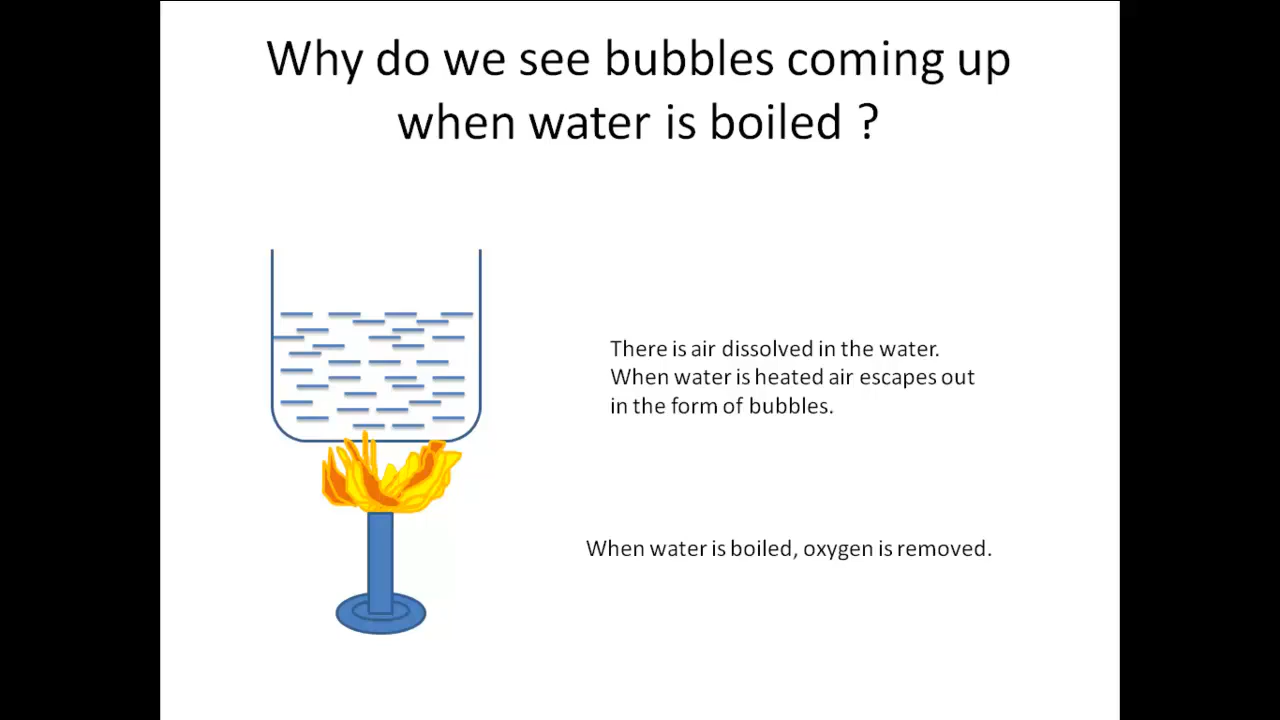 Why do we see bubbles coming up
when water is boiled ?
There is air dissolved in the water.
When water is heated air escapes out
in the form of bubbles.
When water is boiled, oxygen is removed.